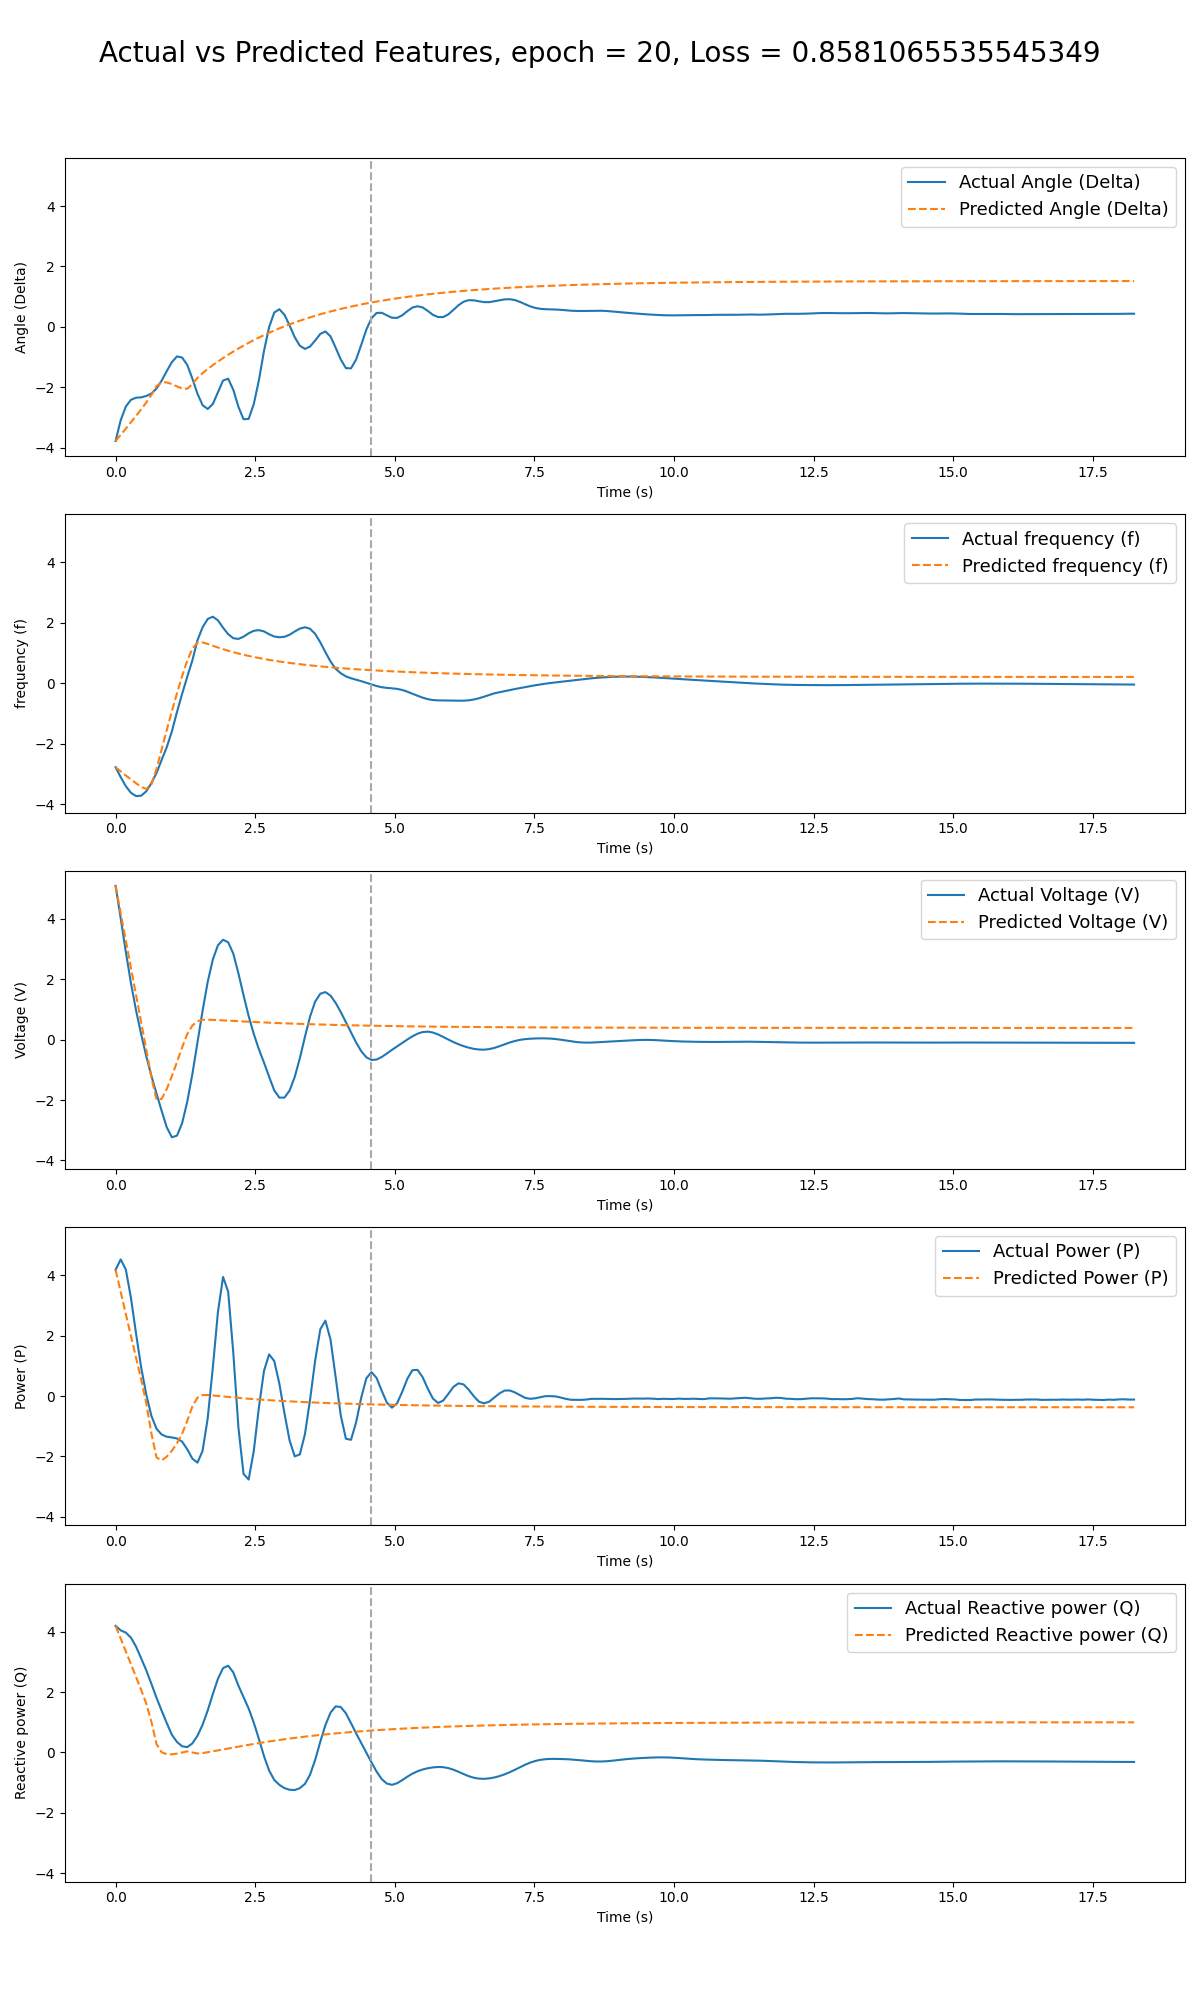 Actual vs Predicted Features, epoch = 20, Loss = 0.8581065535545349
Actual Angle (Delta)
Predicted Angle (Delta)
Angle (Delta)
4
2
0
−2
−4
0.0 2.5 5.0 7.5 10.0 12.5 15.0 17.5
Time (s)
Actual frequency (f)
Predicted frequency (f)
frequency (f)
4
2
0
−2
−4
0.0 2.5 5.0 7.5 10.0 12.5 15.0 17.5
Time (s)
Actual Voltage (V)
Predicted Voltage (V)
Voltage (V)
4
2
0
−2
−4
0.0 2.5 5.0 7.5 10.0 12.5 15.0 17.5
Time (s)
Actual Power (P)
Predicted Power (P)
Power (P)
4
2
0
−2
−4
0.0 2.5 5.0 7.5 10.0 12.5 15.0 17.5
Time (s)
Actual Reactive power (Q)
Predicted Reactive power (Q)
Reactive power (Q)
4
2
0
−2
−4
0.0 2.5 5.0 7.5 10.0 12.5 15.0 17.5
Time (s)